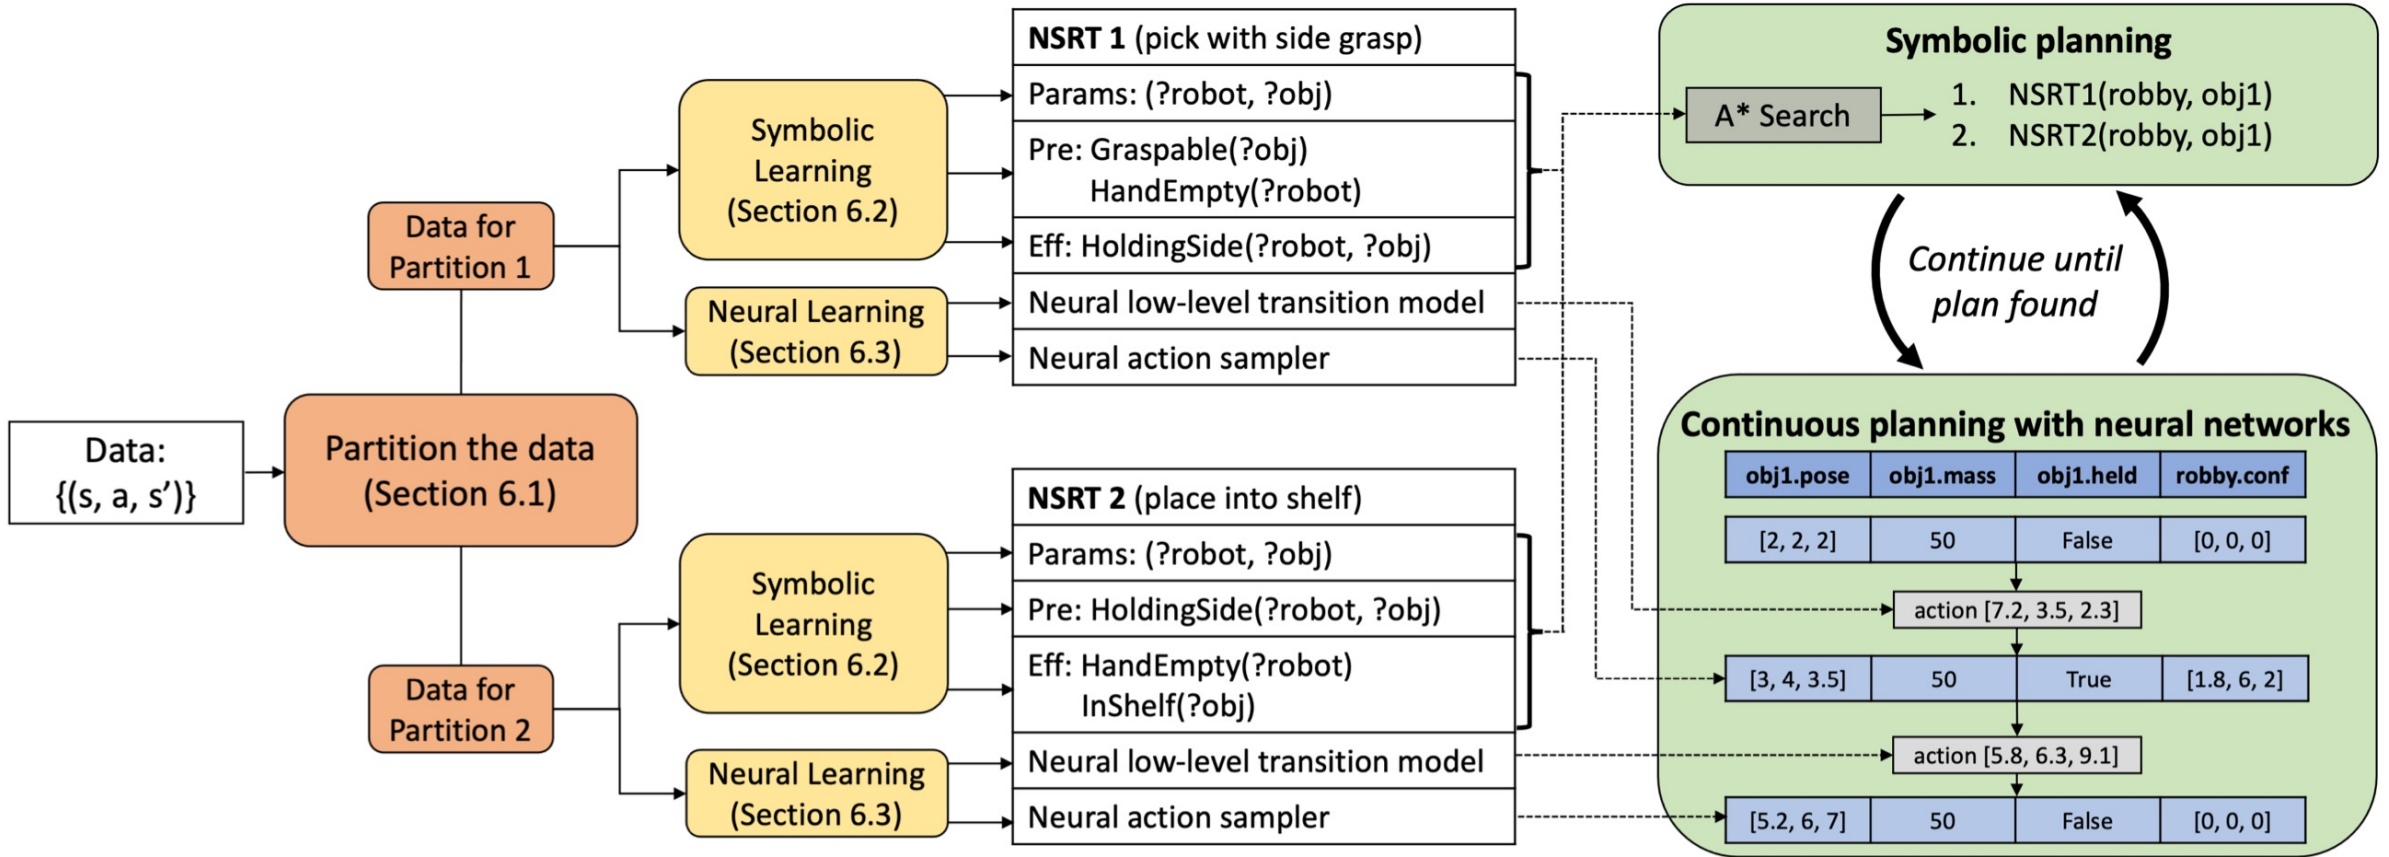 Data:
{(s, a, s’)}
Partition the data
(Section 6.1)
Data for
Partition 1
Data for
Partition 2
Symbolic
Learning
(Section 6.2)
Neural Learning
(Section 6.3)
NSRT 1 (pick with side grasp)
Params: (?robot, ?obj)
Pre: Graspable(?obj)
HandEmpty(?robot)
Eff: HoldingSide(?robot, ?obj)
Neural low-level transition model
Neural action sampler
Symbolic
Learning
(Section 6.2)
Neural Learning
(Section 6.3)
NSRT 2 (place into shelf)
Params: (?robot, ?obj)
Pre: HoldingSide(?robot, ?obj)
Eff: HandEmpty(?robot)
InShelf(?obj)
Neural low-level transition model
Neural action sampler
Symbolic planning
A* Search
1. NSRT1(robby, obj1)
2. NSRT2(robby, obj1)
Continue until
plan found
Continuous planning with neural networks
obj1.pose obj1.mass obj1.held robby.conf
[2, 2, 2] 50 False [0, 0, 0]
action [7.2, 3.5, 2.3]
[3, 4, 3.5] 50 True [1.8, 6, 2]
action [5.8, 6.3, 9.1]
[5.2, 6, 7] 50 False [0, 0, 0]